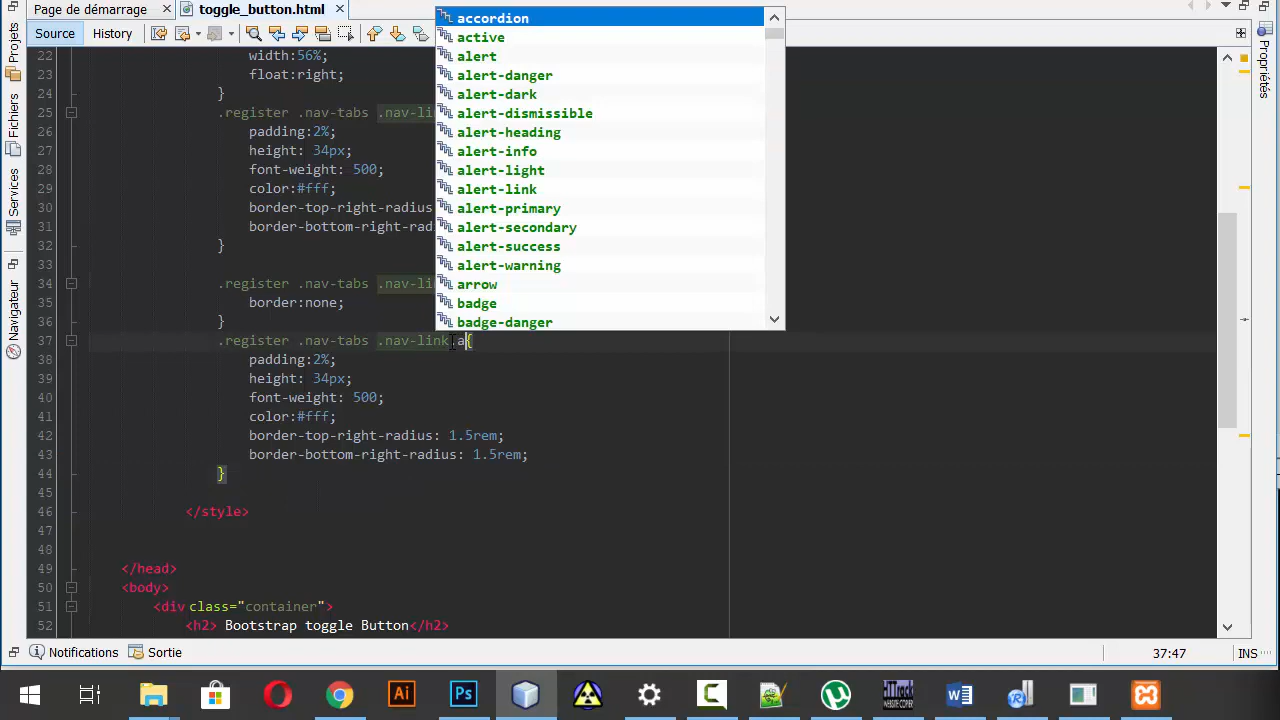 Page de démarrage
toggle_button.html
Source
History
22 width:56%;
23 float:right;
24 }
25 .register .nav-tabs .nav-li
26 padding:2%;
27 height: 34px;
28 font-weight: 500;
29 color:#fff;
30 border-top-right-radius
31 border-bottom-right-rad
32 }
33
34 .register .nav-tabs .nav-li
35 border:none;
36 }
37 .register .nav-tabs .nav-link.a{
38 padding:2%;
39 height: 34px;
40 font-weight: 500;
41 color:#fff;
42 border-top-right-radius: 1.5rem;
43 border-bottom-right-radius: 1.5rem;
44 }
45
46 </style>
47
48
49 </head>
50 <body>
51 <div class="container">
52 <h2> Bootstrap toggle Button</h2>
accordion
active
alert
alert-danger
alert-dark
alert-dismissible
alert-heading
alert-info
alert-light
alert-link
alert-primary
alert-secondary
alert-success
alert-warning
arrow
badge
badge-danger
Projets
Fichiers
Services
Navigateur
Propriétés
Notifications
Sortie
37:47
INS
Ai
Ps